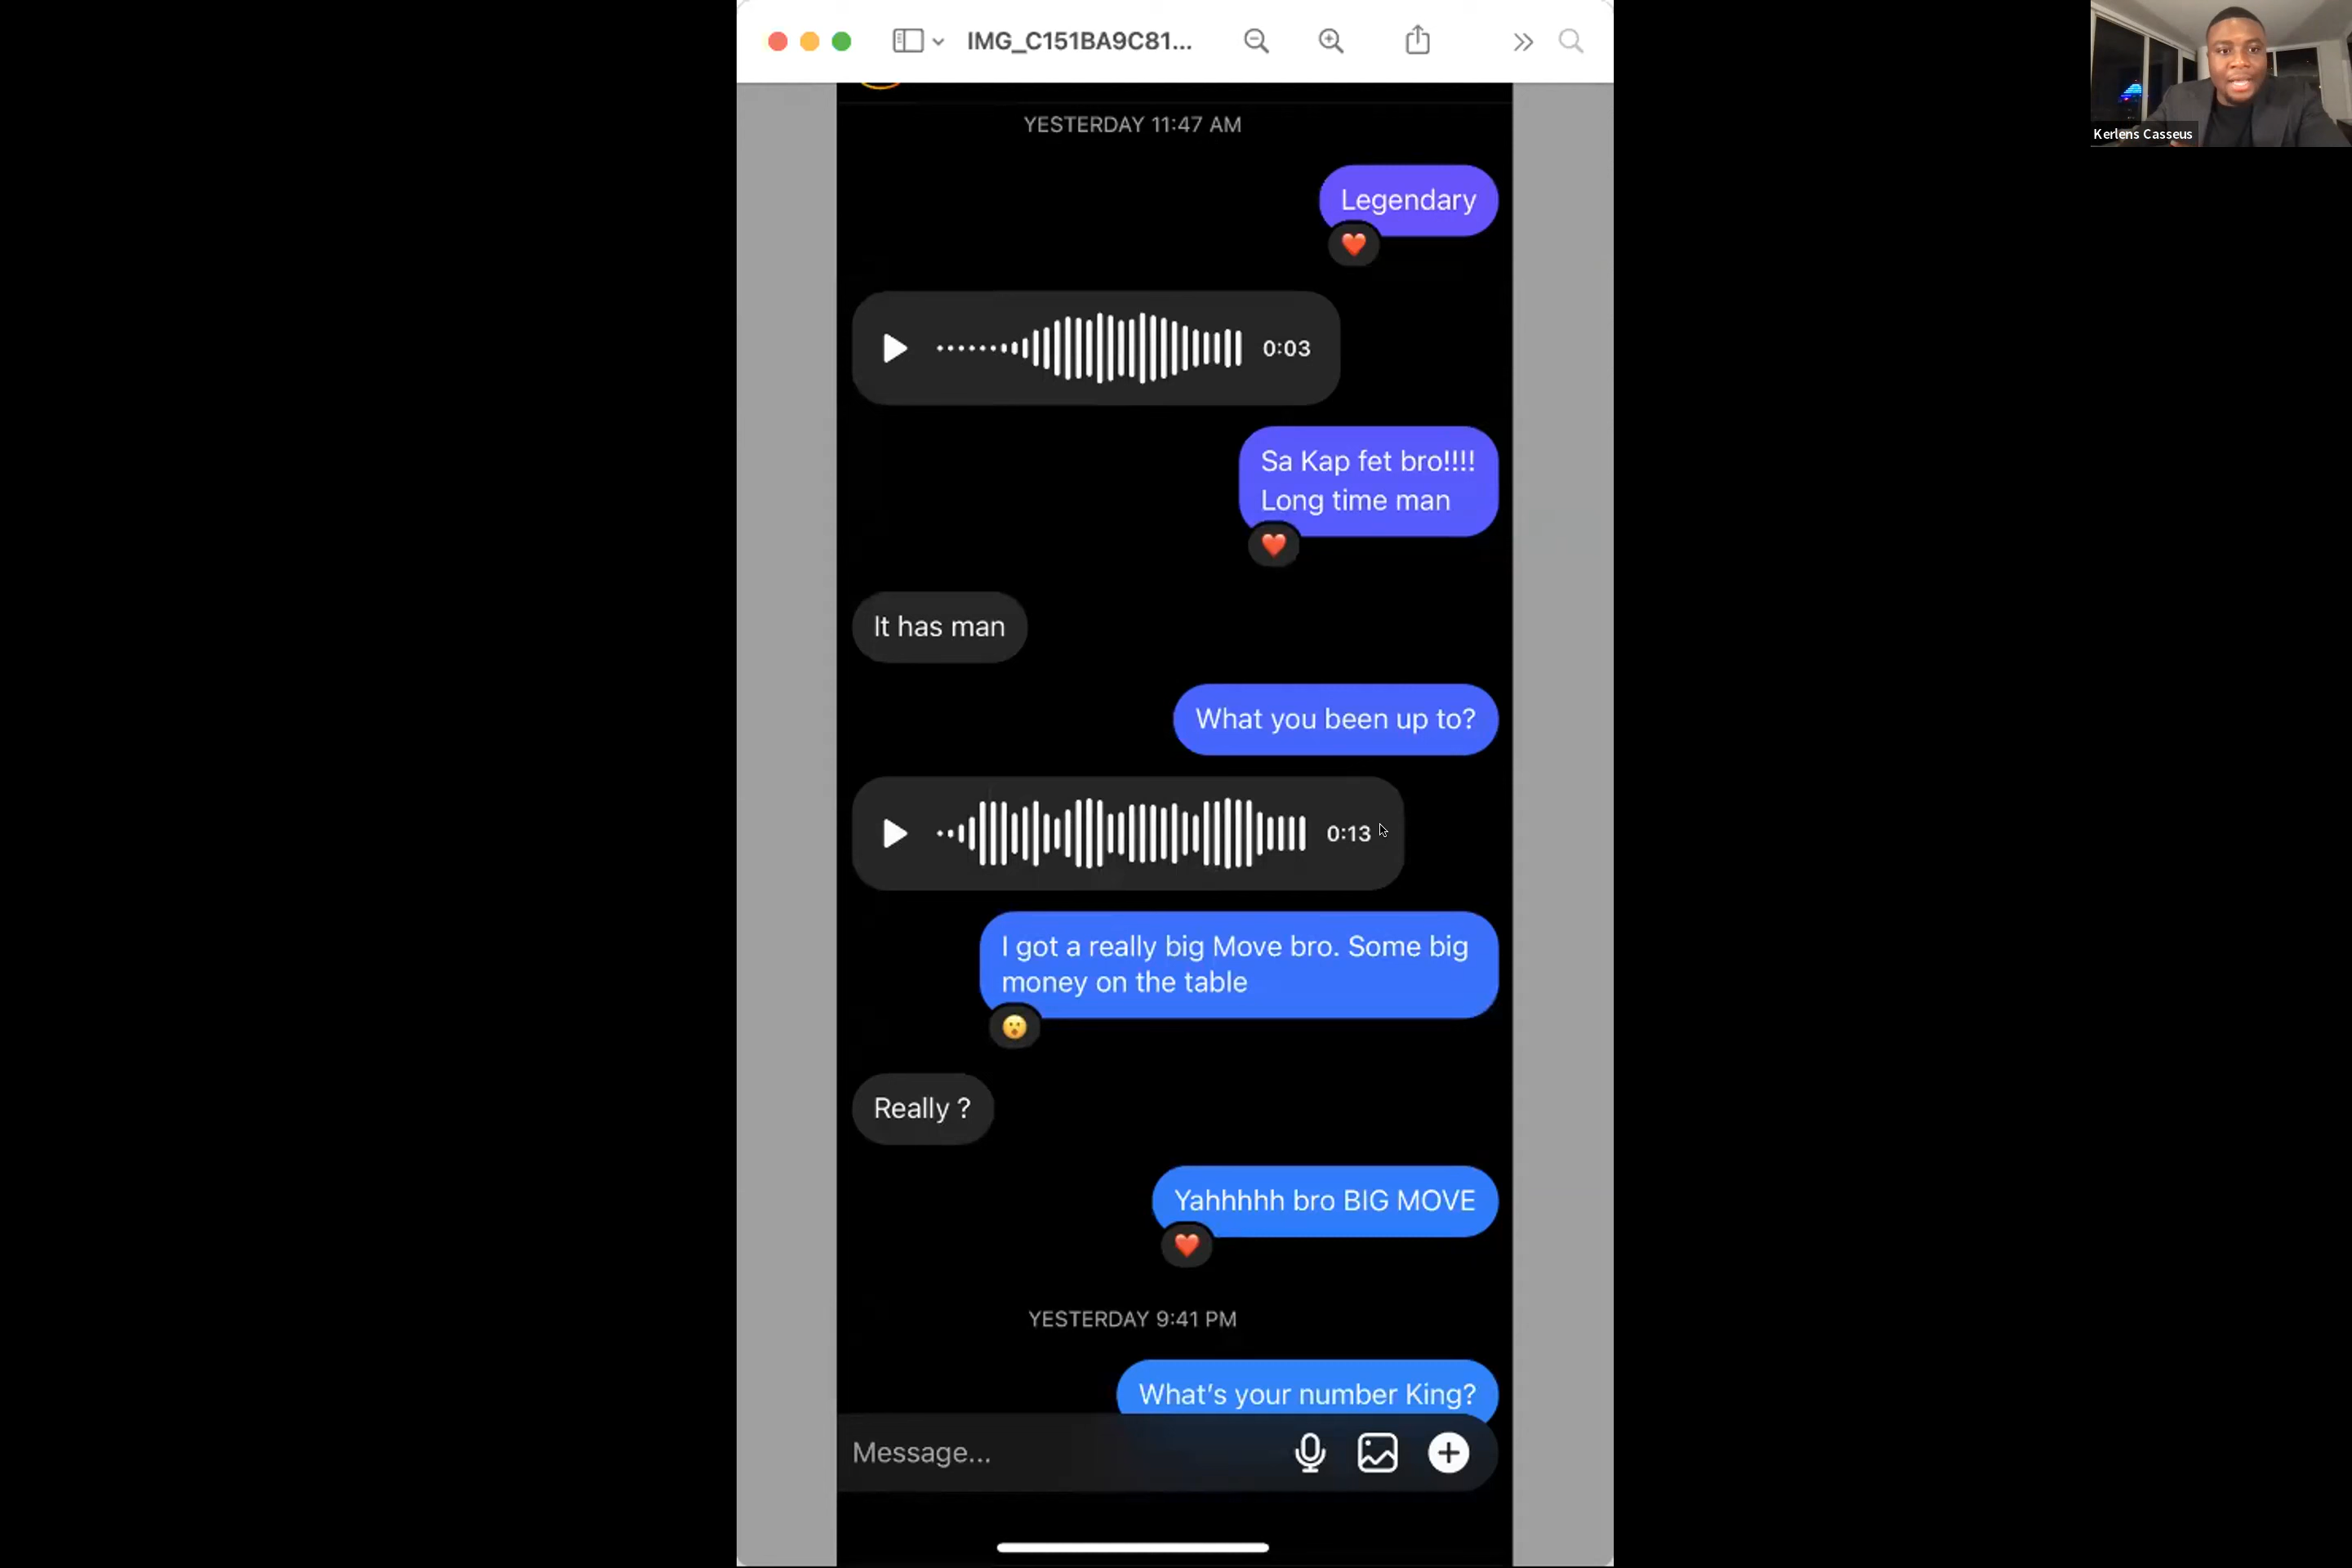 IMG_C151BA9C81...
Kerlens Casseus
YESTERDAY 11:47 AM
Legendary
0:03
Sa Kap fet bro!!!!
Long time man
It has man
What you been up to?
0:13
I got a really big Move bro. Some big
money on the table
Really ?
Yahhhhh bro BIG MOVE
YESTERDAY 9:41 PM
What's your number King?
Message...